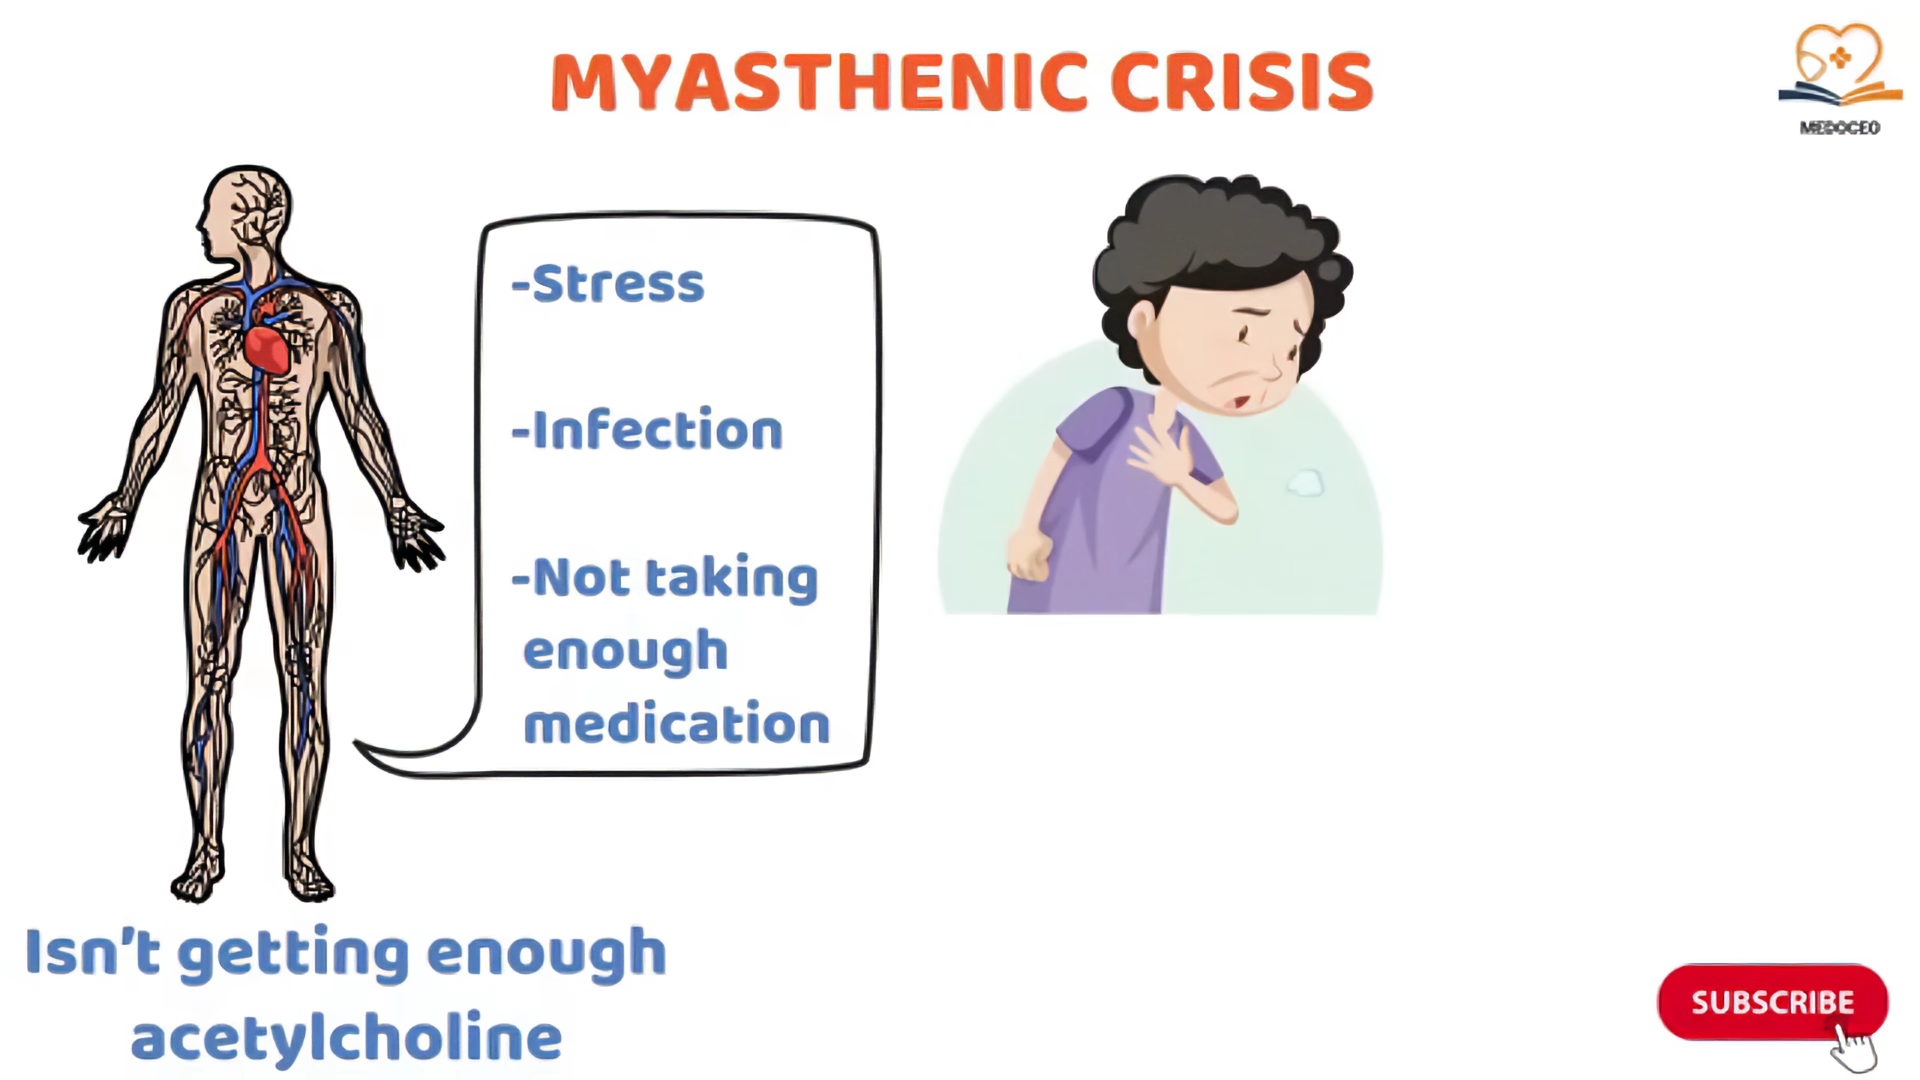 MYASTHENIC CRISIS
MEDOCEO
-Stress
-Infection
-Not taking
enough
medication
Isn't getting enough
acetylcholine
SUBSCRIBE